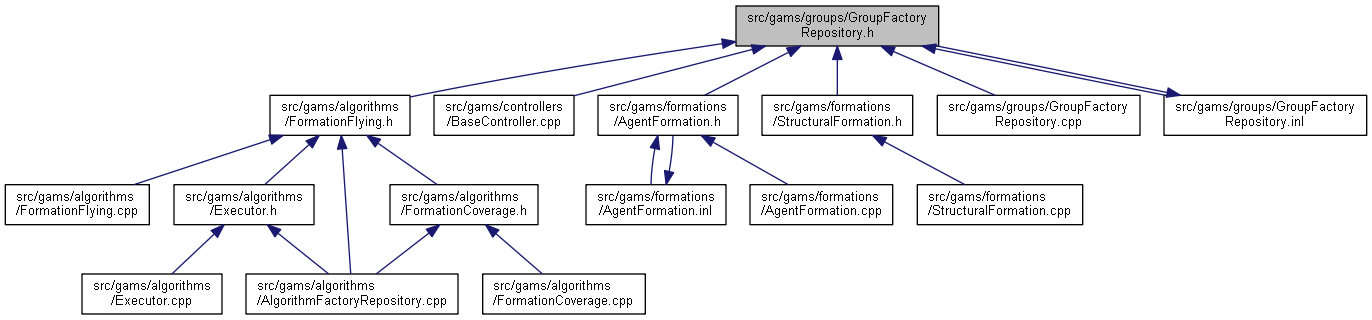 src/gams/groups/GroupFactory
Repository.h
src/gams/algorithms
/FormationFlying.h
src/gams/controllers
/BaseController.cpp
src/gams/formations
/AgentFormation.h
src/gams/formations
/StructuralFormation.h
src/gams/groups/GroupFactory
Repository.cpp
src/gams/groups/GroupFactory
Repository.inl
src/gams/algorithms
/FormationFlying.cpp
src/gams/algorithms
/Executor.h
src/gams/algorithms
/FormationCoverage.h
src/gams/formations
/AgentFormation.inl
src/gams/formations
/AgentFormation.cpp
src/gams/formations
/StructuralFormation.cpp
src/gams/algorithms
/Executor.cpp
src/gams/algorithms
/AlgorithmFactoryRepository.cpp
src/gams/algorithms
/FormationCoverage.cpp